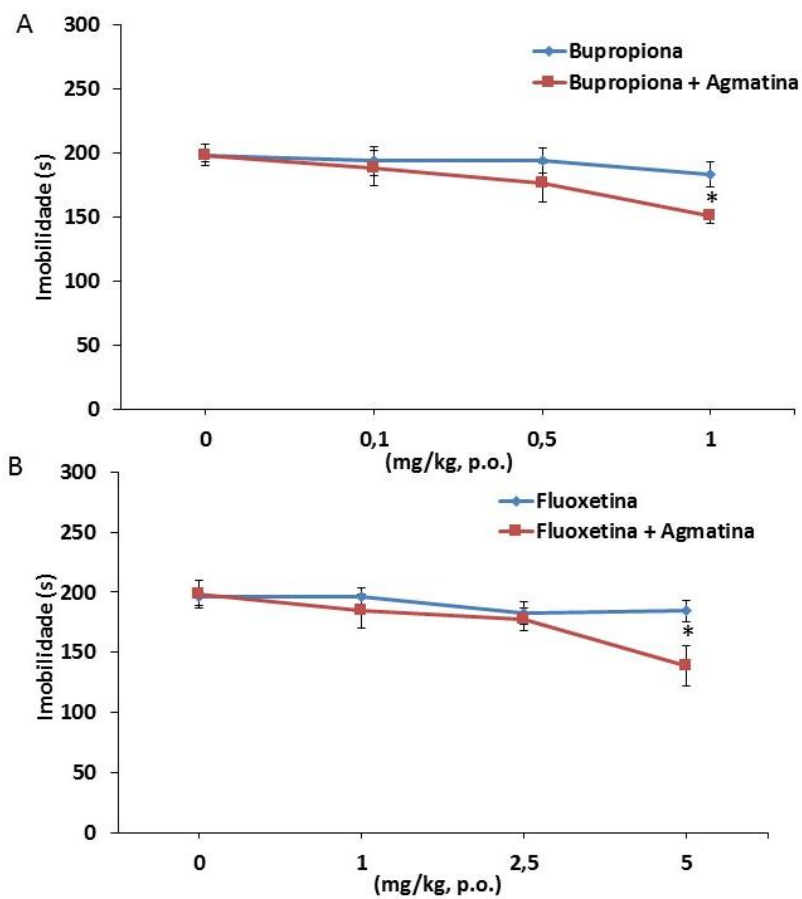 A
Bupropiona
Bupropiona + Agmatina
Imobilidade (s)
300
250
200
150
100
50
0
*
0 0,1 0,5 1
(mg/kg, p.o.)
B
Fluoxetina
Fluoxetina + Agmatina
Imobilidade (s)
300
250
200
150
100
50
0
*
0 1 2,5 5
(mg/kg, p.o.)